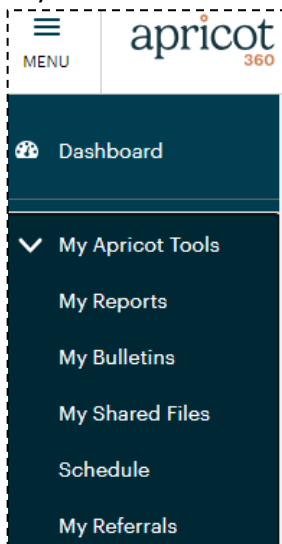 apricot
360
MENU
Dashboard
My Apricot Tools
My Reports
My Bulletins
My Shared Files
Schedule
My Referrals